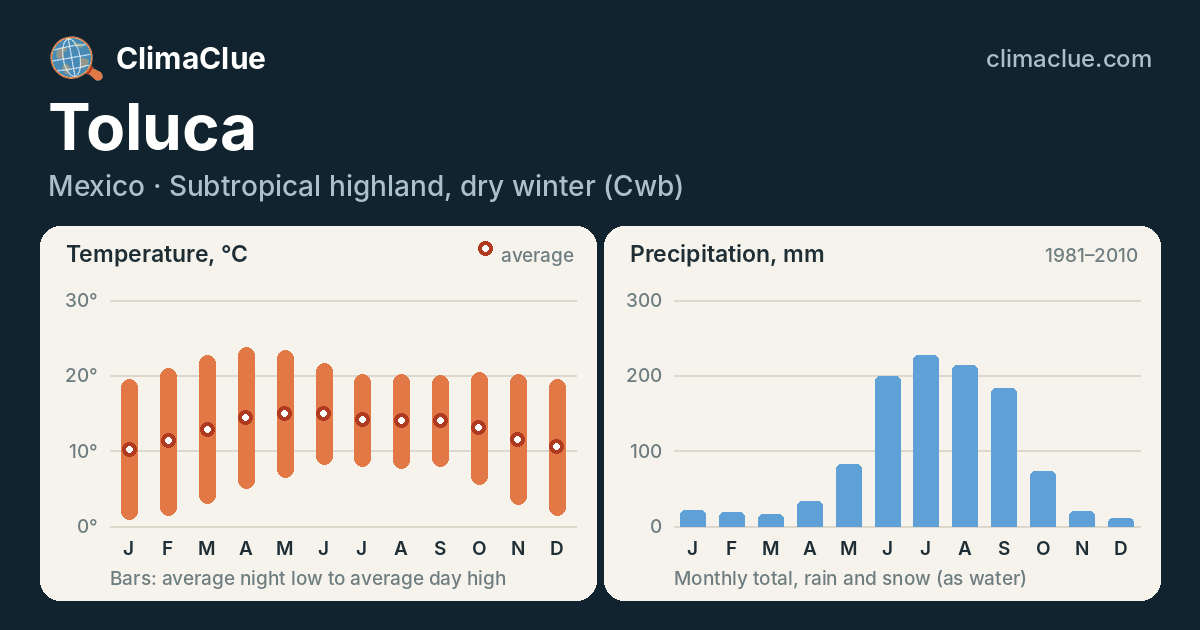 ClimaClue
climaclue.com
Toluca
Mexico · Subtropical highland, dry winter (Cwb)
Temperature, °C
average
30°
20°
10°
0°
J F M A M J J A S O N D
Bars: average night low to average day high
Precipitation, mm
1981–2010
300
200
100
0
J F M A M J J A S O N D
Monthly total, rain and snow (as water)